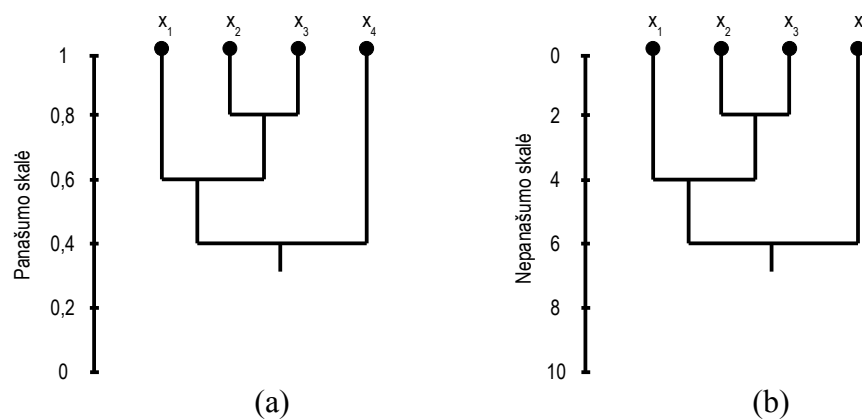 x1 x2 x3 x4
1
0,8
0,6
0,4
0,2
0
Panašumo skalė
(a)
x1 x2 x3 x
0
2
4
6
8
10
Nepanašumo skalė
(b)